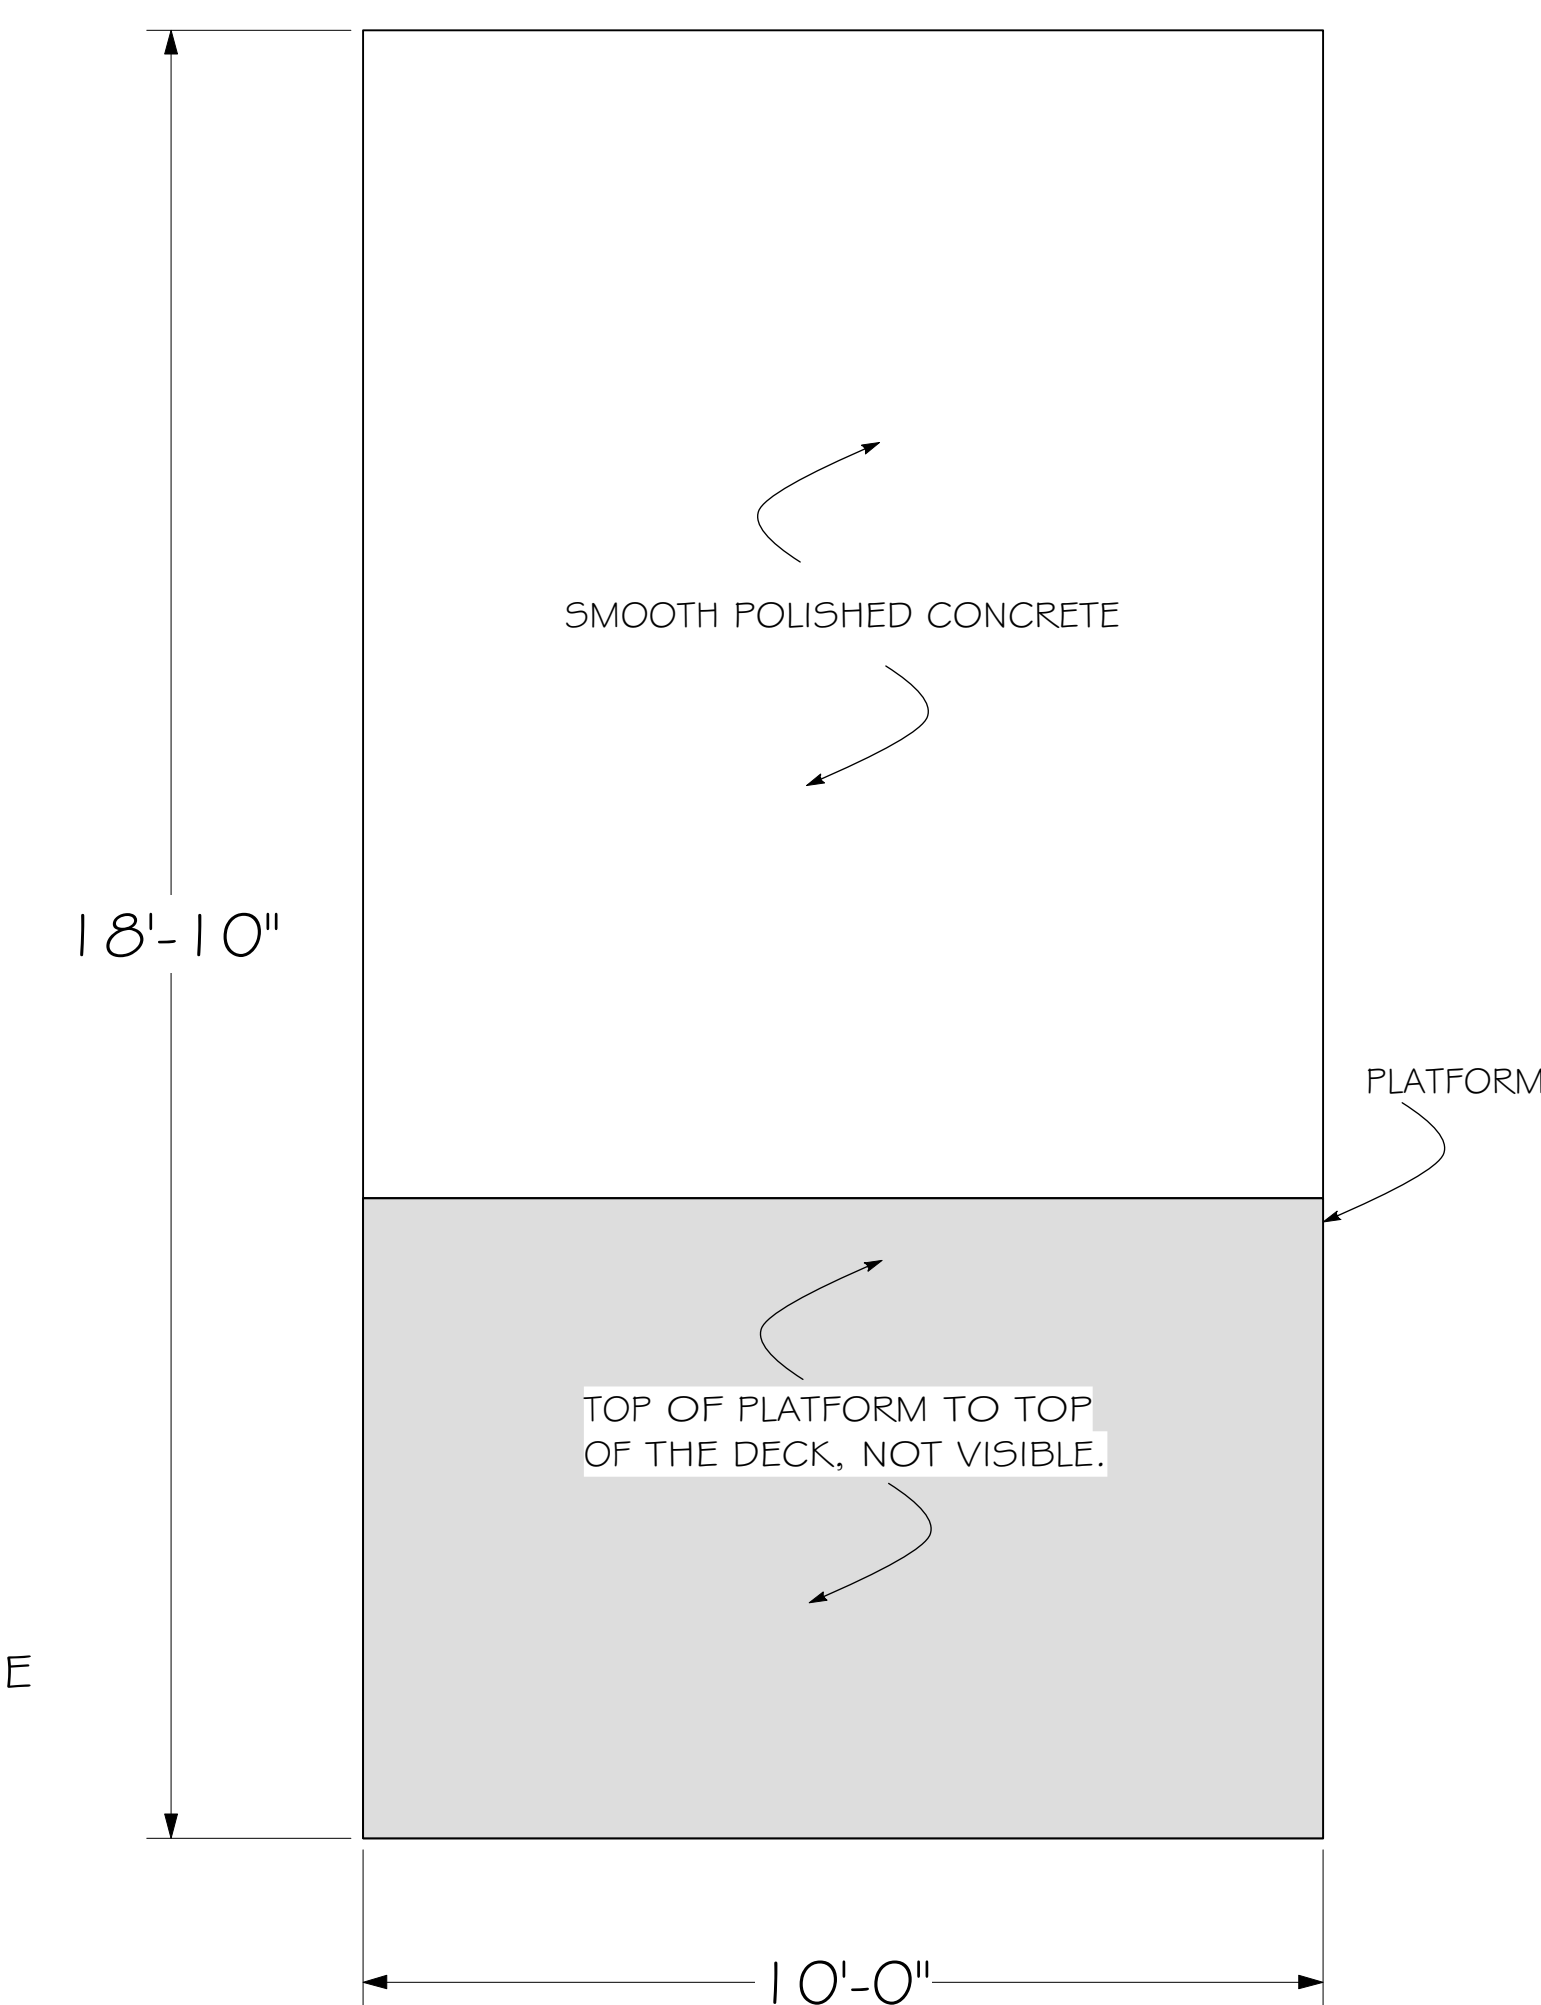 SMOOTH POLISHED CONCRETE
18'-10"
PLATFORM
TOP OF PLATFORM TO TOP
OF THE DECK, NOT VISIBLE.
E
10'-0"